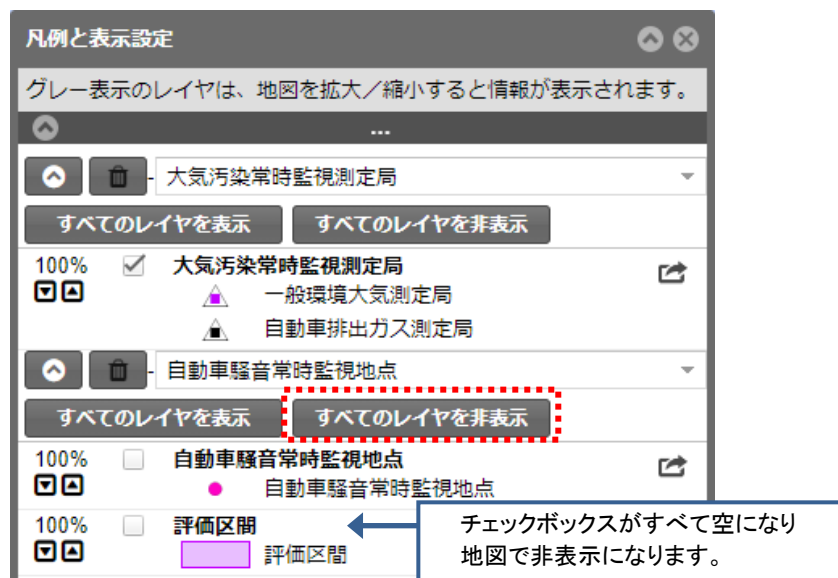 凡例と表示設定
グレー表示のレイヤは、地図を拡大／縮小すると情報が表示されます。
...
- 大気汚染常時監視測定局
すべてのレイヤを表示 すべてのレイヤを非表示
100% 大気汚染常時監視測定局
一般環境大気測定局
自動車排出ガス測定局
- 自動車騒音常時監視地点
すべてのレイヤを表示 すべてのレイヤを非表示
100% 自動車騒音常時監視地点
自動車騒音常時監視地点
100% 評価区間
評価区間
チェックボックスがすべて空になり
地図で非表示になります。